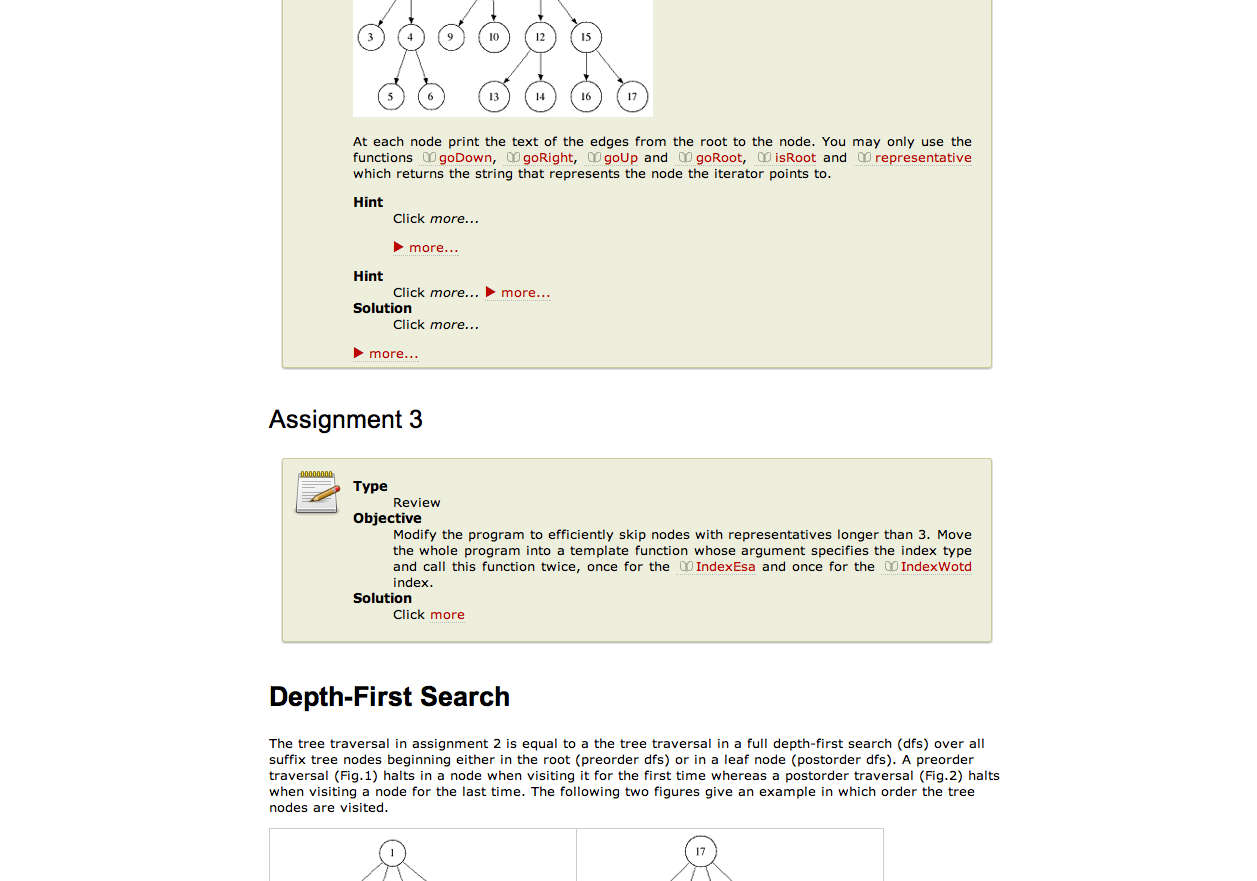 3 4 9 10 12 15
5 6 13 14 16 17
At each node print the text of the edges from the root to the node. You may only use the
functions goDown, goRight, goUp and goRoot, isRoot and representative
which returns the string that represents the node the iterator points to.
Hint
Click more...
more...
Hint
Click more... more...
Solution
Click more...
more...
Assignment 3
Type
Review
Objective
Modify the program to efficiently skip nodes with representatives longer than 3. Move
the whole program into a template function whose argument specifies the index type
and call this function twice, once for the IndexEsa and once for the IndexWotd
index.
Solution
Click more
Depth-First Search
The tree traversal in assignment 2 is equal to a the tree traversal in a full depth-first search (dfs) over all
suffix tree nodes beginning either in the root (preorder dfs) or in a leaf node (postorder dfs). A preorder
traversal (Fig.1) halts in a node when visiting it for the first time whereas a postorder traversal (Fig.2) halts
when visiting a node for the last time. The following two figures give an example in which order the tree
nodes are visited.
1 17